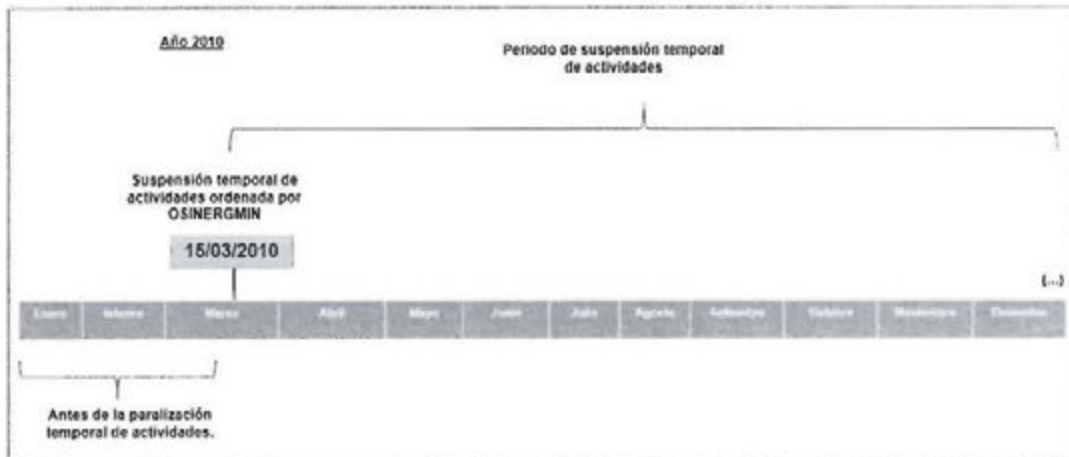 Año 2010
Periodo de suspensión temporal
de actividades
Suspensión temporal de
actividades ordenada por
OSINERGMIN
15/03/2010
(...)
Enero Febrero Marzo Abril Mayo Junio Julio Agosto Setiembre Octubre Noviembre Diciembre
Antes de la paralización
temporal de actividades.